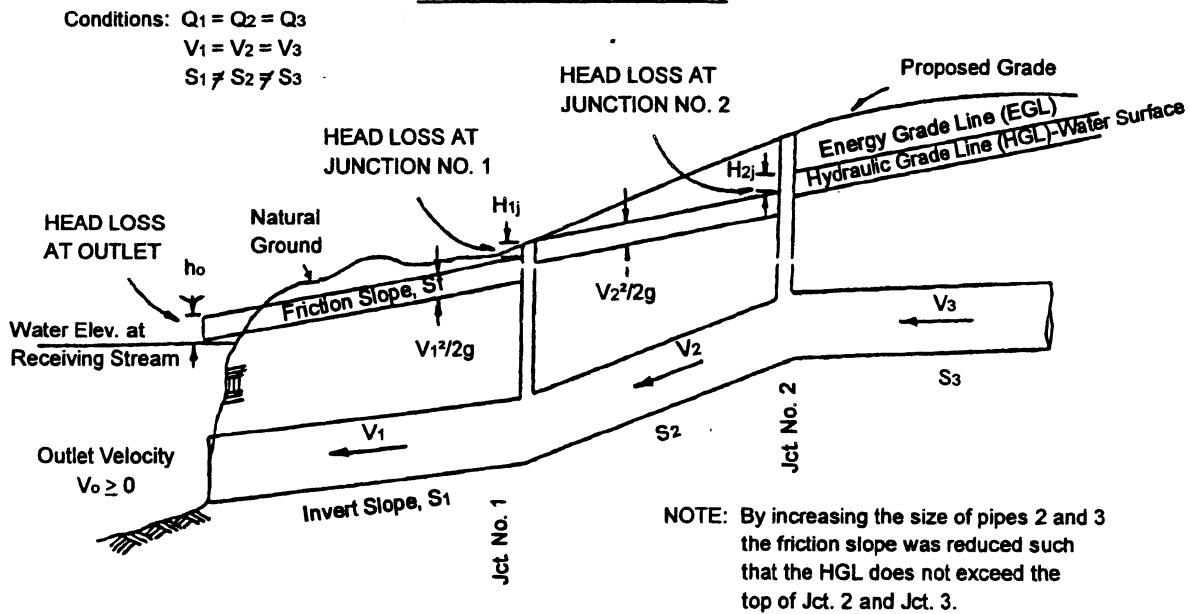 Conditions: Q1 = Q2 = Q3
V1 = V2 = V3
S1 ≠ S2 ≠ S3
HEAD LOSS AT
JUNCTION NO. 2
Proposed Grade
Energy Grade Line (EGL)
Hydraulic Grade Line (HGL)-Water Surface
HEAD LOSS AT
JUNCTION NO. 1
H2j
H1j
HEAD LOSS
AT OUTLET
Natural
Ground
ho
Friction Slope, Sf
V2²/2g
V1²/2g
Water Elev. at
Receiving Stream
V3
V2
S3
V1
S2
Jct. No. 2
Outlet Velocity
Vo ≥ 0
Invert Slope, S1
Jct. No. 1
NOTE: By increasing the size of pipes 2 and 3
the friction slope was reduced such
that the HGL does not exceed the
top of Jct. 2 and Jct. 3.